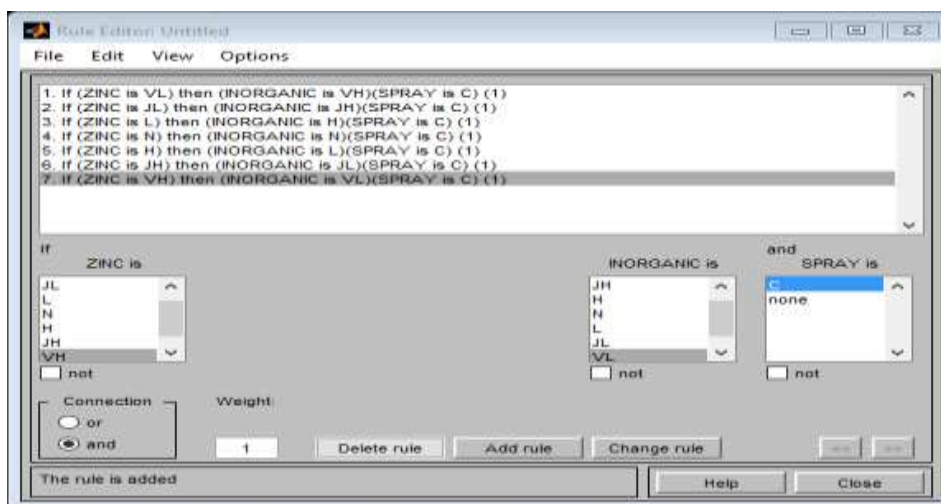 Rule Editor: Untitled
File Edit View Options
1. If (ZINC is VL) then (INORGANIC is VH)(SPRAY is C) (1)
2. If (ZINC is JL) then (INORGANIC is JH)(SPRAY is C) (1)
3. If (ZINC is L) then (INORGANIC is H)(SPRAY is C) (1)
4. If (ZINC is N) then (INORGANIC is N)(SPRAY is C) (1)
5. If (ZINC is H) then (INORGANIC is L)(SPRAY is C) (1)
6. If (ZINC is JH) then (INORGANIC is JL)(SPRAY is C) (1)
7. If (ZINC is VH) then (INORGANIC is VL)(SPRAY is C) (1)
If
ZINC is
JL
L
N
H
JH
VH
not
INORGANIC is
JH
H
N
L
JL
VL
not
and
SPRAY is
C
none
not
Connection
or
and
Weight:
1
Delete rule Add rule Change rule << >>
The rule is added
Help Close